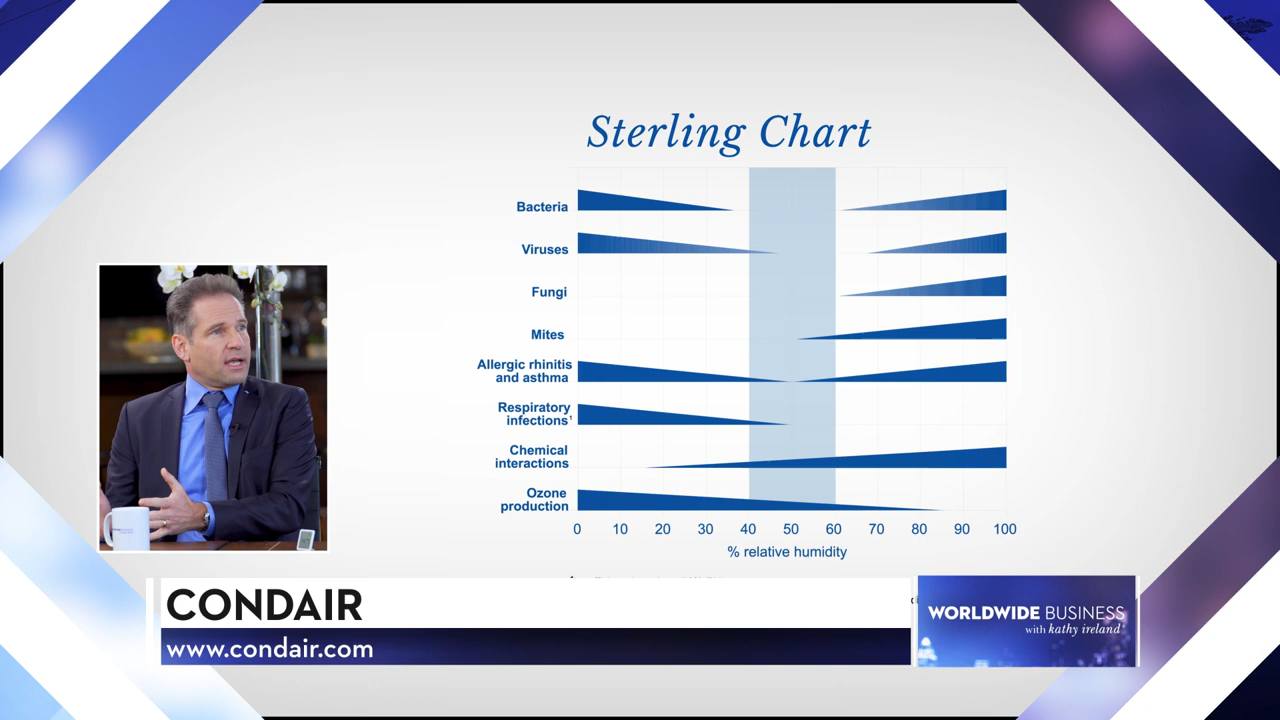 Sterling Chart
Bacteria
Viruses
Fungi
Mites
Allergic rhinitis
and asthma
Respiratory
infections¹
Chemical
interactions
Ozone
production
0 10 20 30 40 50 60 70 80 90 100
% relative humidity
CONDAIR
www.condair.com
WORLDWIDE BUSINESS
with kathy ireland